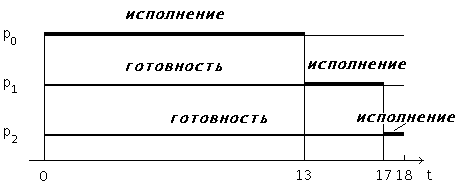 исполнение
p0
готовность исполнение
p1
готовность исполнение
p2
0 13 17 18 t